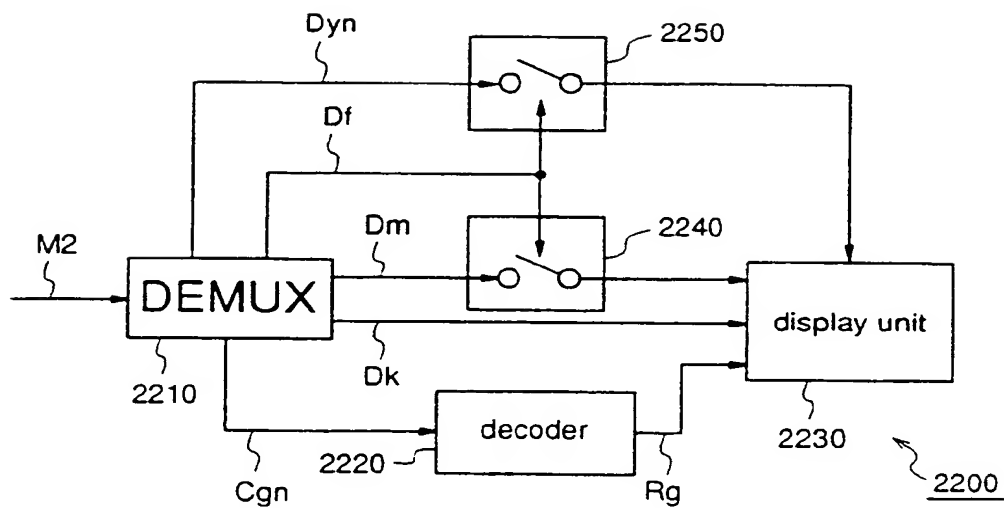 Dyn
2250
Df
M2
Dm
2240
DEMUX
display unit
2210
Dk
decoder
2230
2220
Cgn
Rg
2200